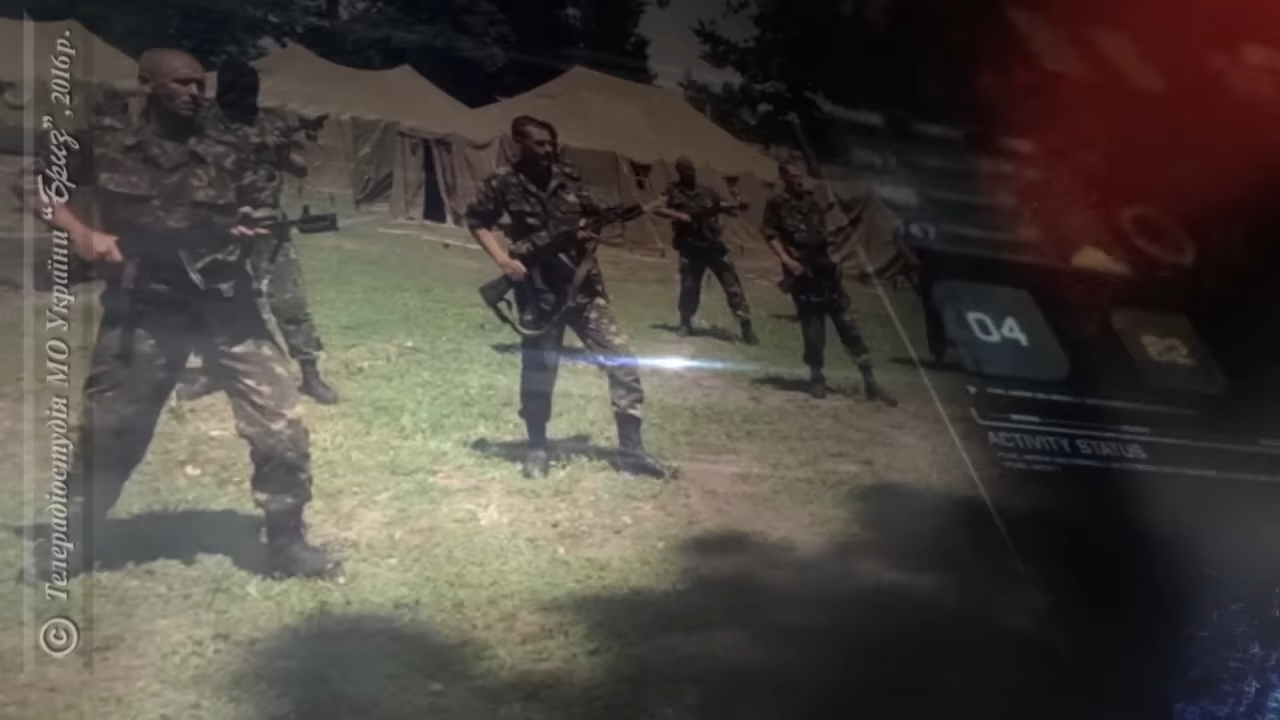 © Телерадіостудія МО України “Бриз”, 2016р.
04
ACTIVITY STATUS